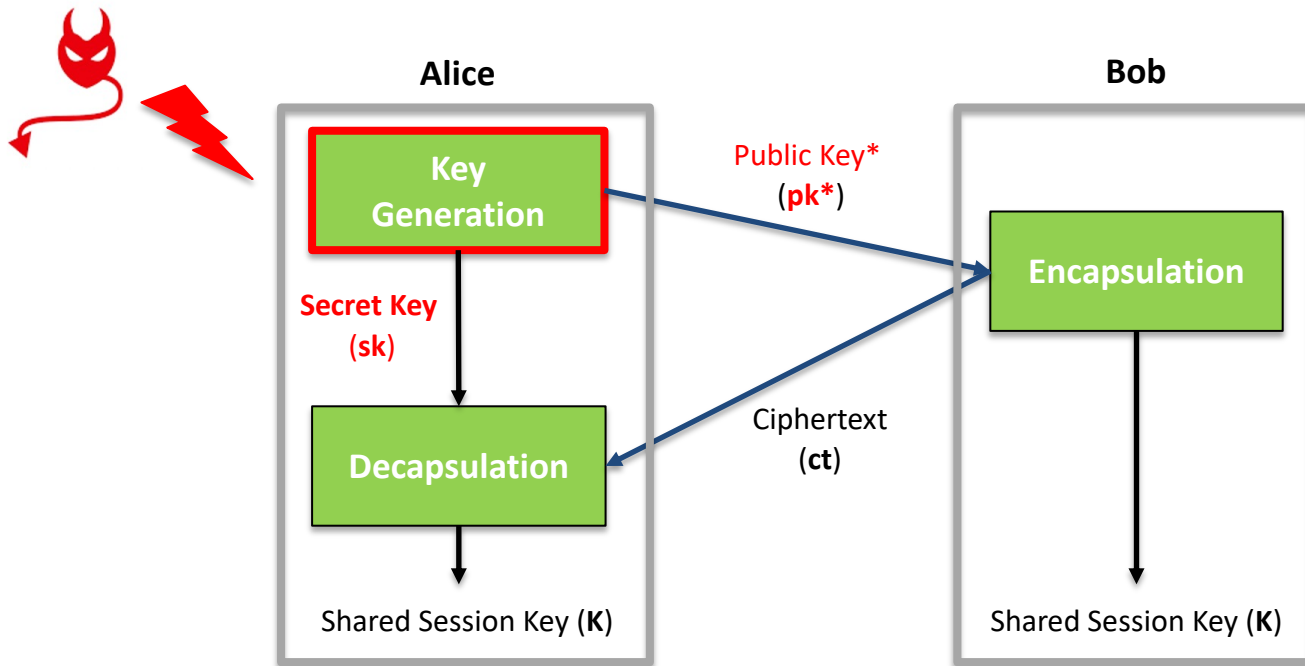 Alice
Bob
Key
Generation
Public Key*
(pk*)
Encapsulation
Secret Key
(sk)
Ciphertext
(ct)
Decapsulation
Shared Session Key (K)
Shared Session Key (K)